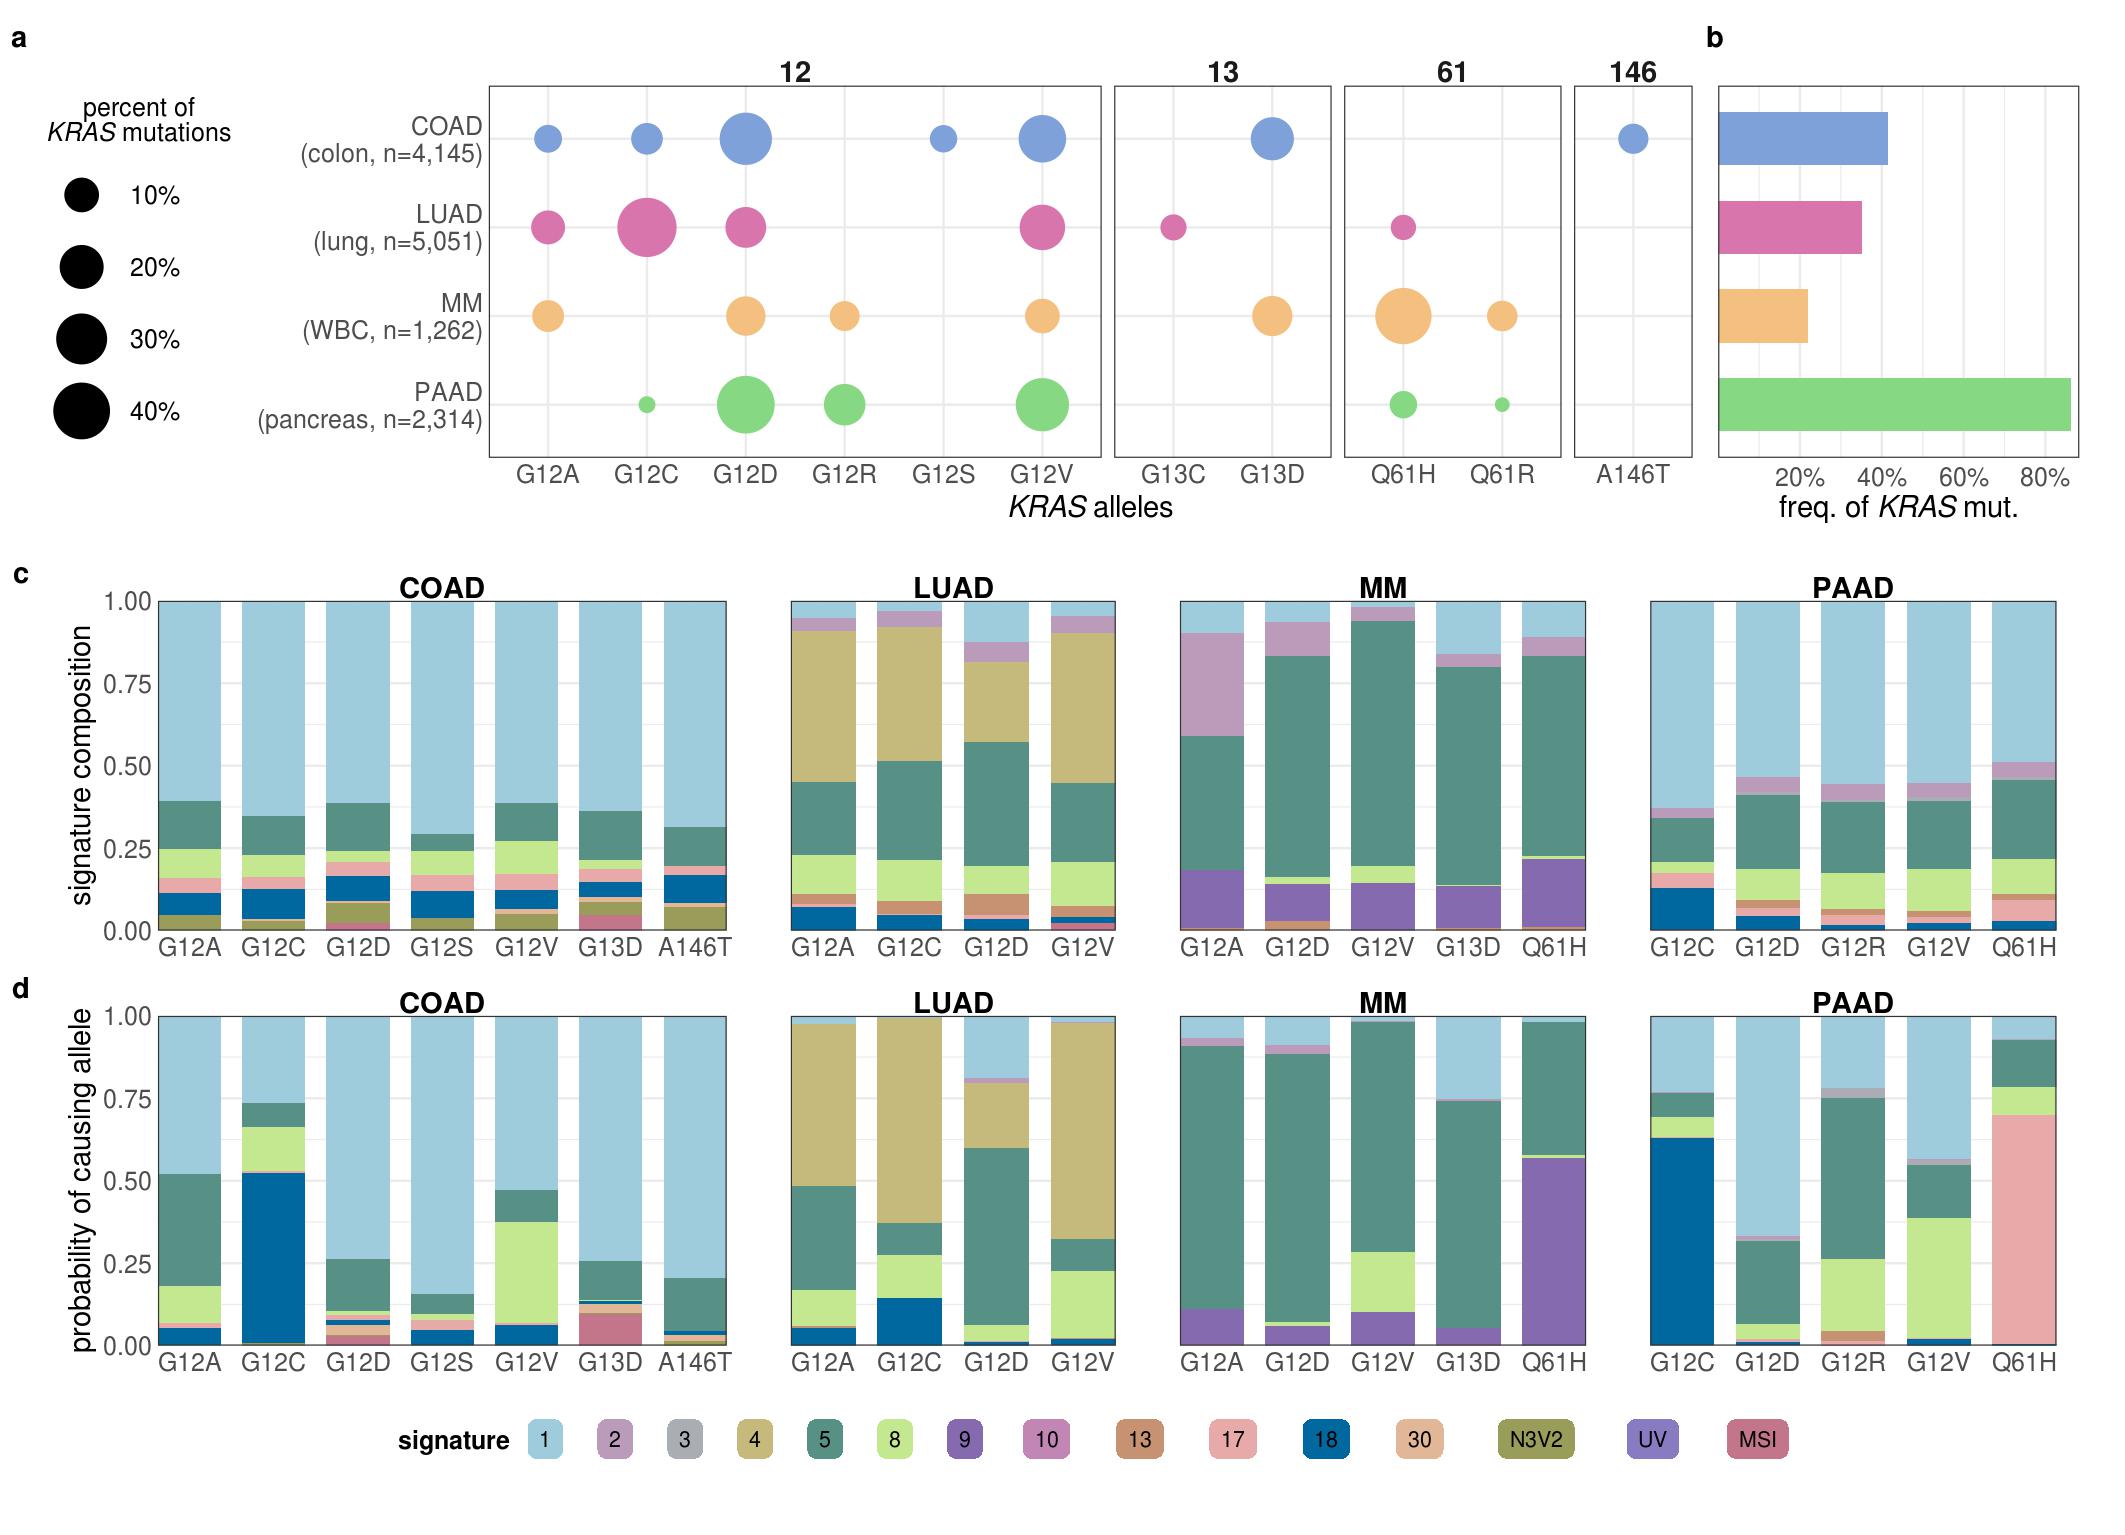 a
b
12
13
61
146
percent of
KRAS mutations
10%
20%
30%
40%
COAD
(colon, n=4,145)
LUAD
(lung, n=5,051)
MM
(WBC, n=1,262)
PAAD
(pancreas, n=2,314)
G12A G12C G12D G12R G12S G12V G13C G13D Q61H Q61R A146T
KRAS alleles
20% 40% 60% 80%
freq. of KRAS mut.
c
COAD LUAD MM PAAD
signature composition
1.00
0.75
0.50
0.25
0.00
G12A G12C G12D G12S G12V G13D A146T
G12A G12C G12D G12V
G12A G12D G12V G13D Q61H
G12C G12D G12R G12V Q61H
d
COAD LUAD MM PAAD
probability of causing allele
1.00
0.75
0.50
0.25
0.00
G12A G12C G12D G12S G12V G13D A146T
G12A G12C G12D G12V
G12A G12D G12V G13D Q61H
G12C G12D G12R G12V Q61H
signature 1 2 3 4 5 8 9 10 13 17 18 30 N3V2 UV MSI